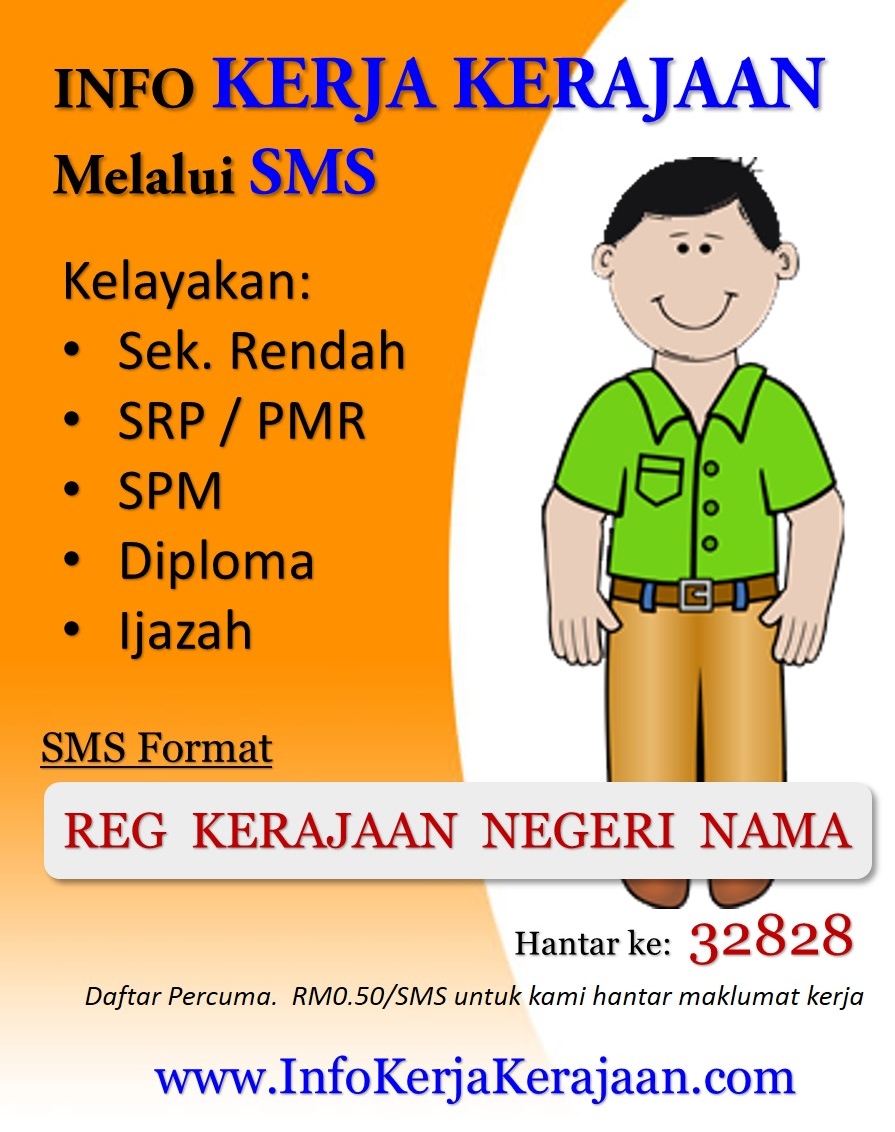 INFO KERJA KERAJAAN
Melalui SMS
Kelayakan:
• Sek. Rendah
• SRP / PMR
• SPM
• Diploma
• Ijazah
SMS Format
REG KERAJAAN NEGERI NAMA
Hantar ke: 32828
Daftar Percuma. RM0.50/SMS untuk kami hantar maklumat kerja
www.InfoKerjaKerajaan.com